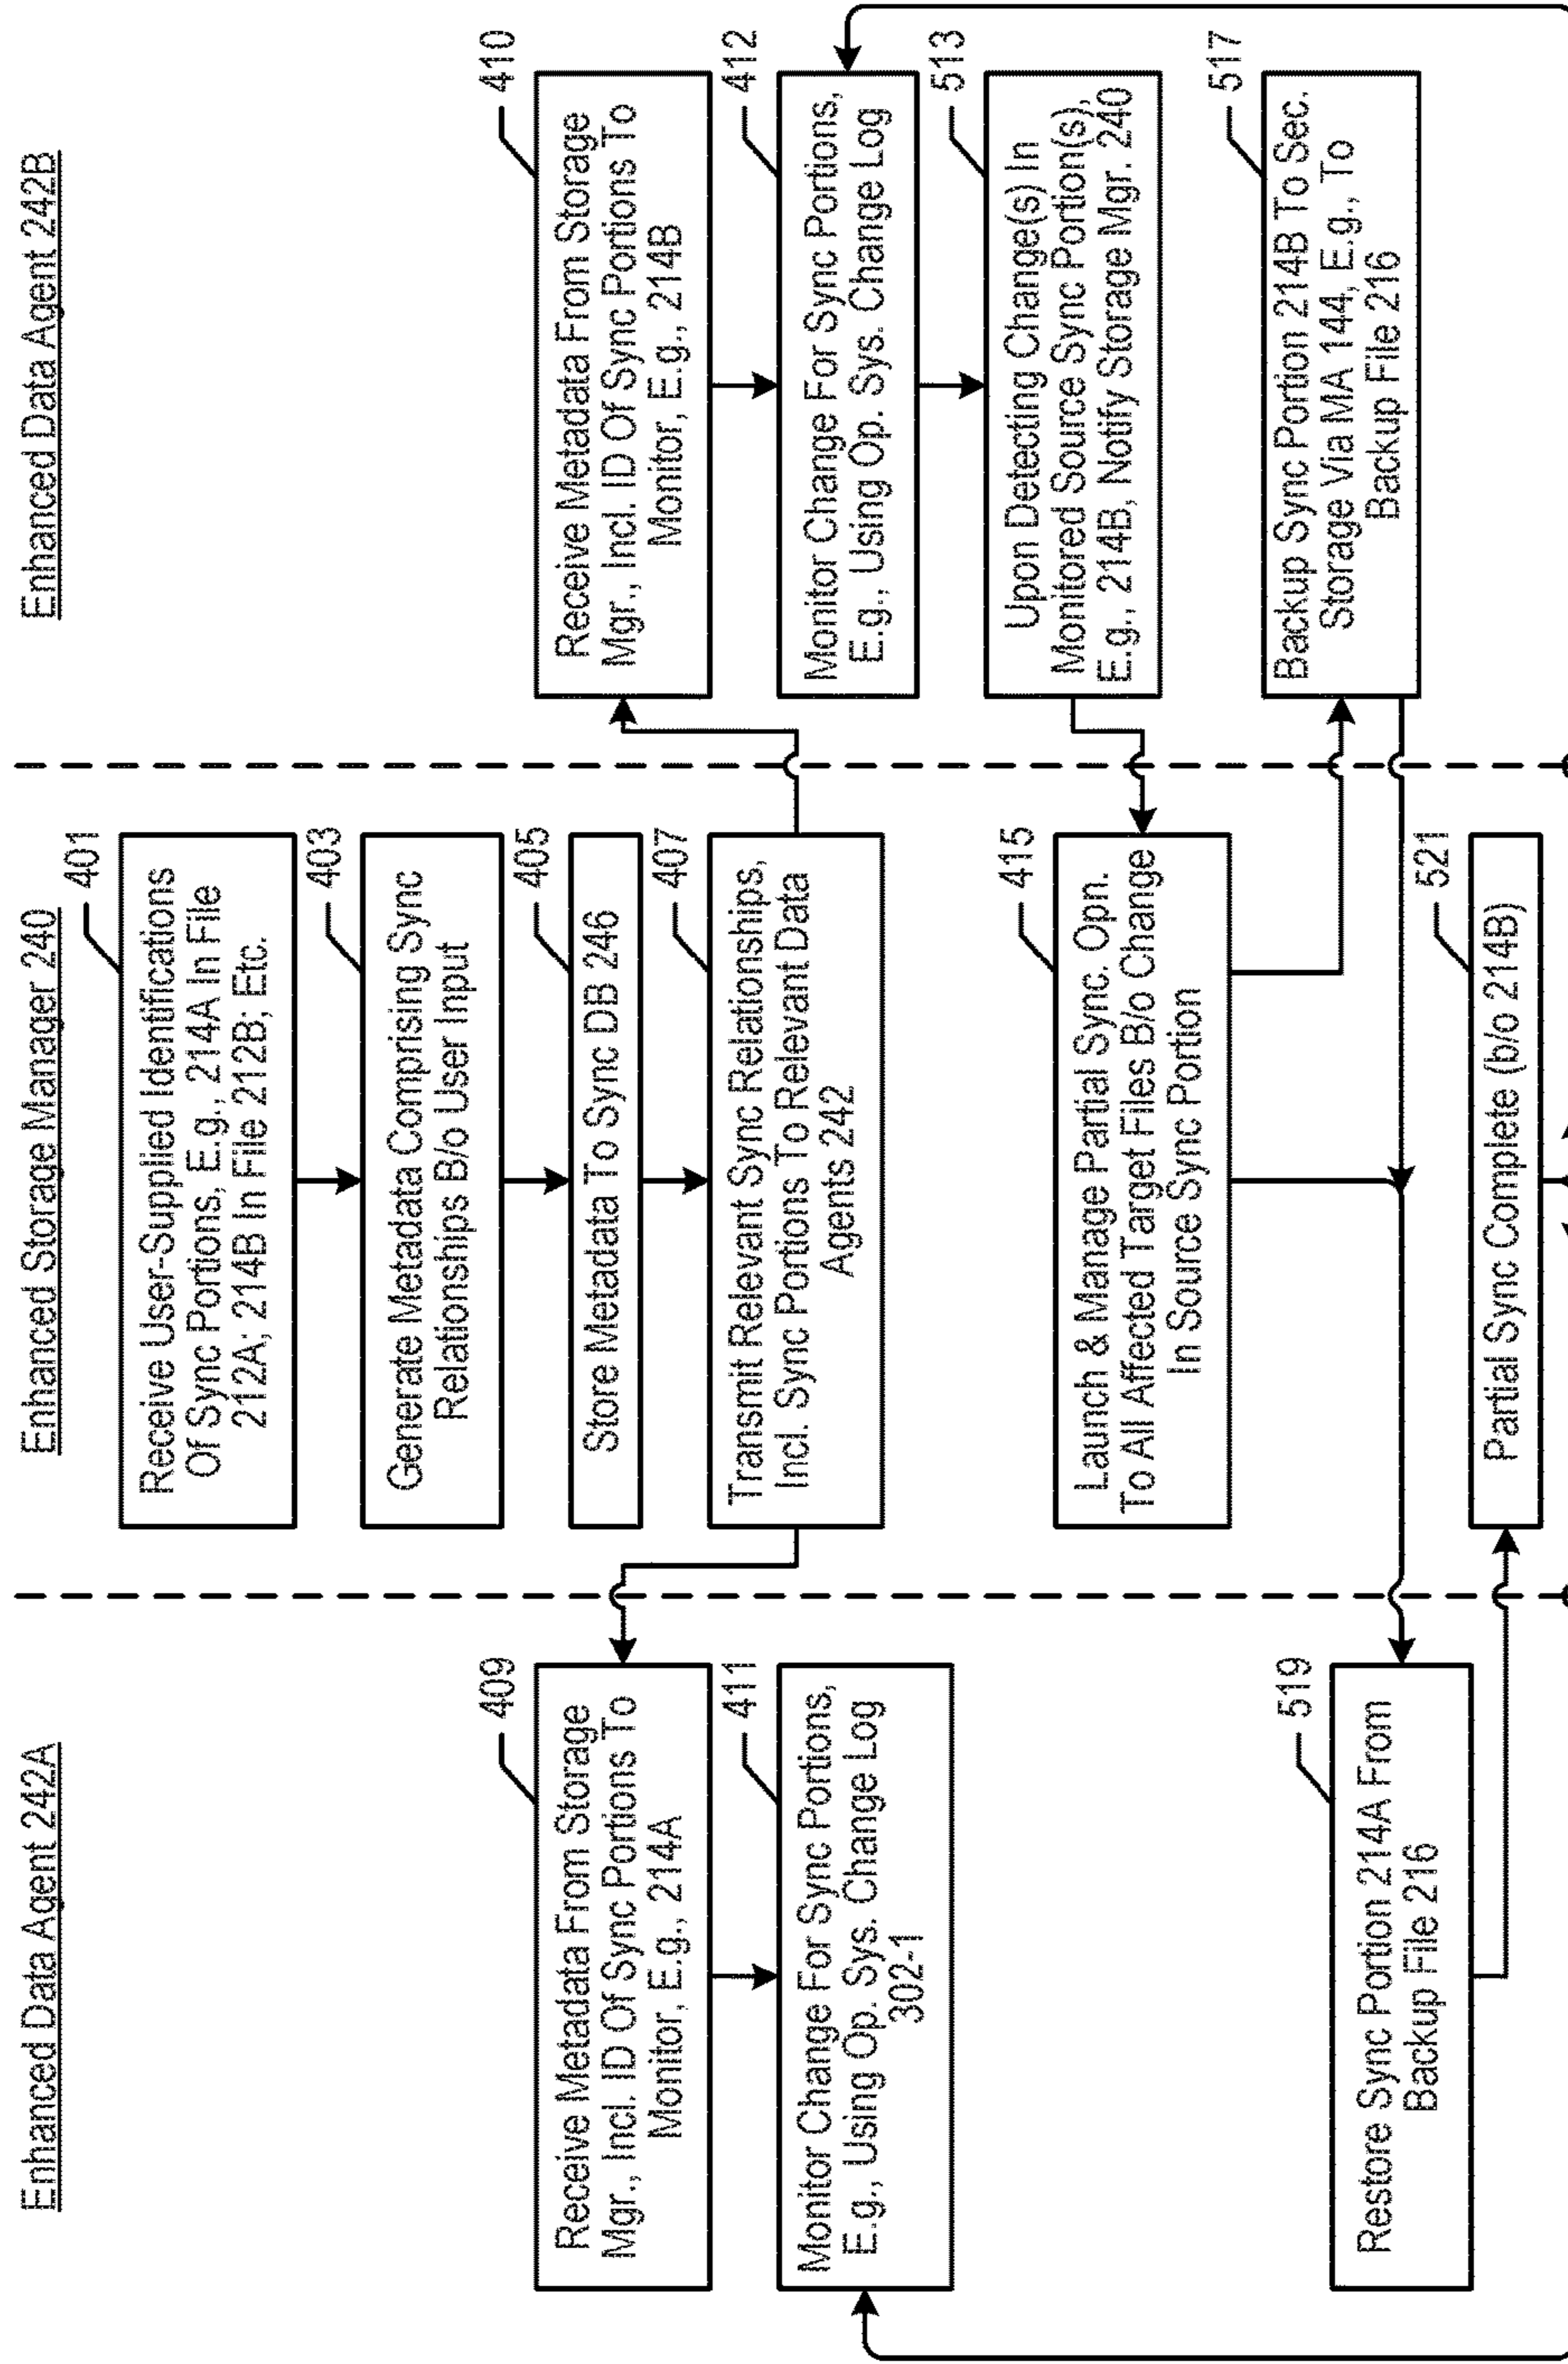 Enhanced Data Agent 242A
Enhanced Storage Manager 240
Enhanced Data Agent 242B
401
Receive User-Supplied Identifications
Of Sync Portions, E.g., 214A In File
212A; 214B In File 212B; Etc.
403
Generate Metadata Comprising Sync
Relationships B/o User Input
405
Store Metadata To Sync DB 246
407
Transmit Relevant Sync Relationships,
Incl. Sync Portions To Relevant Data
Agents 242
409
Receive Metadata From Storage
Mgr., Incl. ID Of Sync Portions To
Monitor, E.g., 214A
410
Receive Metadata From Storage
Mgr., Incl. ID Of Sync Portions To
Monitor, E.g., 214B
411
Monitor Change For Sync Portions,
E.g., Using Op. Sys. Change Log
302-1
412
Monitor Change For Sync Portions,
E.g., Using Op. Sys. Change Log
513
Upon Detecting Change(s) In
Monitored Source Sync Portion(s),
E.g., 214B, Notify Storage Mgr. 240
415
Launch & Manage Partial Sync. Opn.
To All Affected Target Files B/o Change
In Source Sync Portion
517
Backup Sync Portion 214B To Sec.
Storage Via MA 144, E.g., To
Backup File 216
519
Restore Sync Portion 214A From
Backup File 216
521
Partial Sync Complete (b/o 214B)